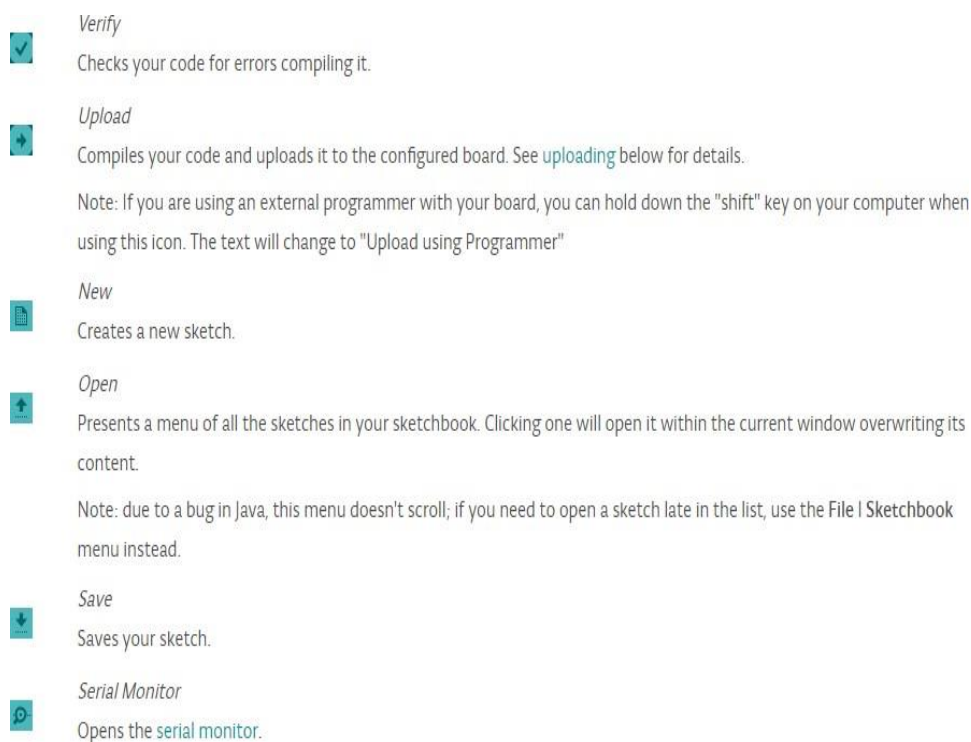 Verify
Checks your code for errors compiling it.
Upload
Compiles your code and uploads it to the configured board. See uploading below for details.
Note: If you are using an external programmer with your board, you can hold down the "shift" key on your computer when
using this icon. The text will change to "Upload using Programmer"
New
Creates a new sketch.
Open
Presents a menu of all the sketches in your sketchbook. Clicking one will open it within the current window overwriting its
content.
Note: due to a bug in Java, this menu doesn't scroll; if you need to open a sketch late in the list, use the File | Sketchbook
menu instead.
Save
Saves your sketch.
Serial Monitor
Opens the serial monitor.